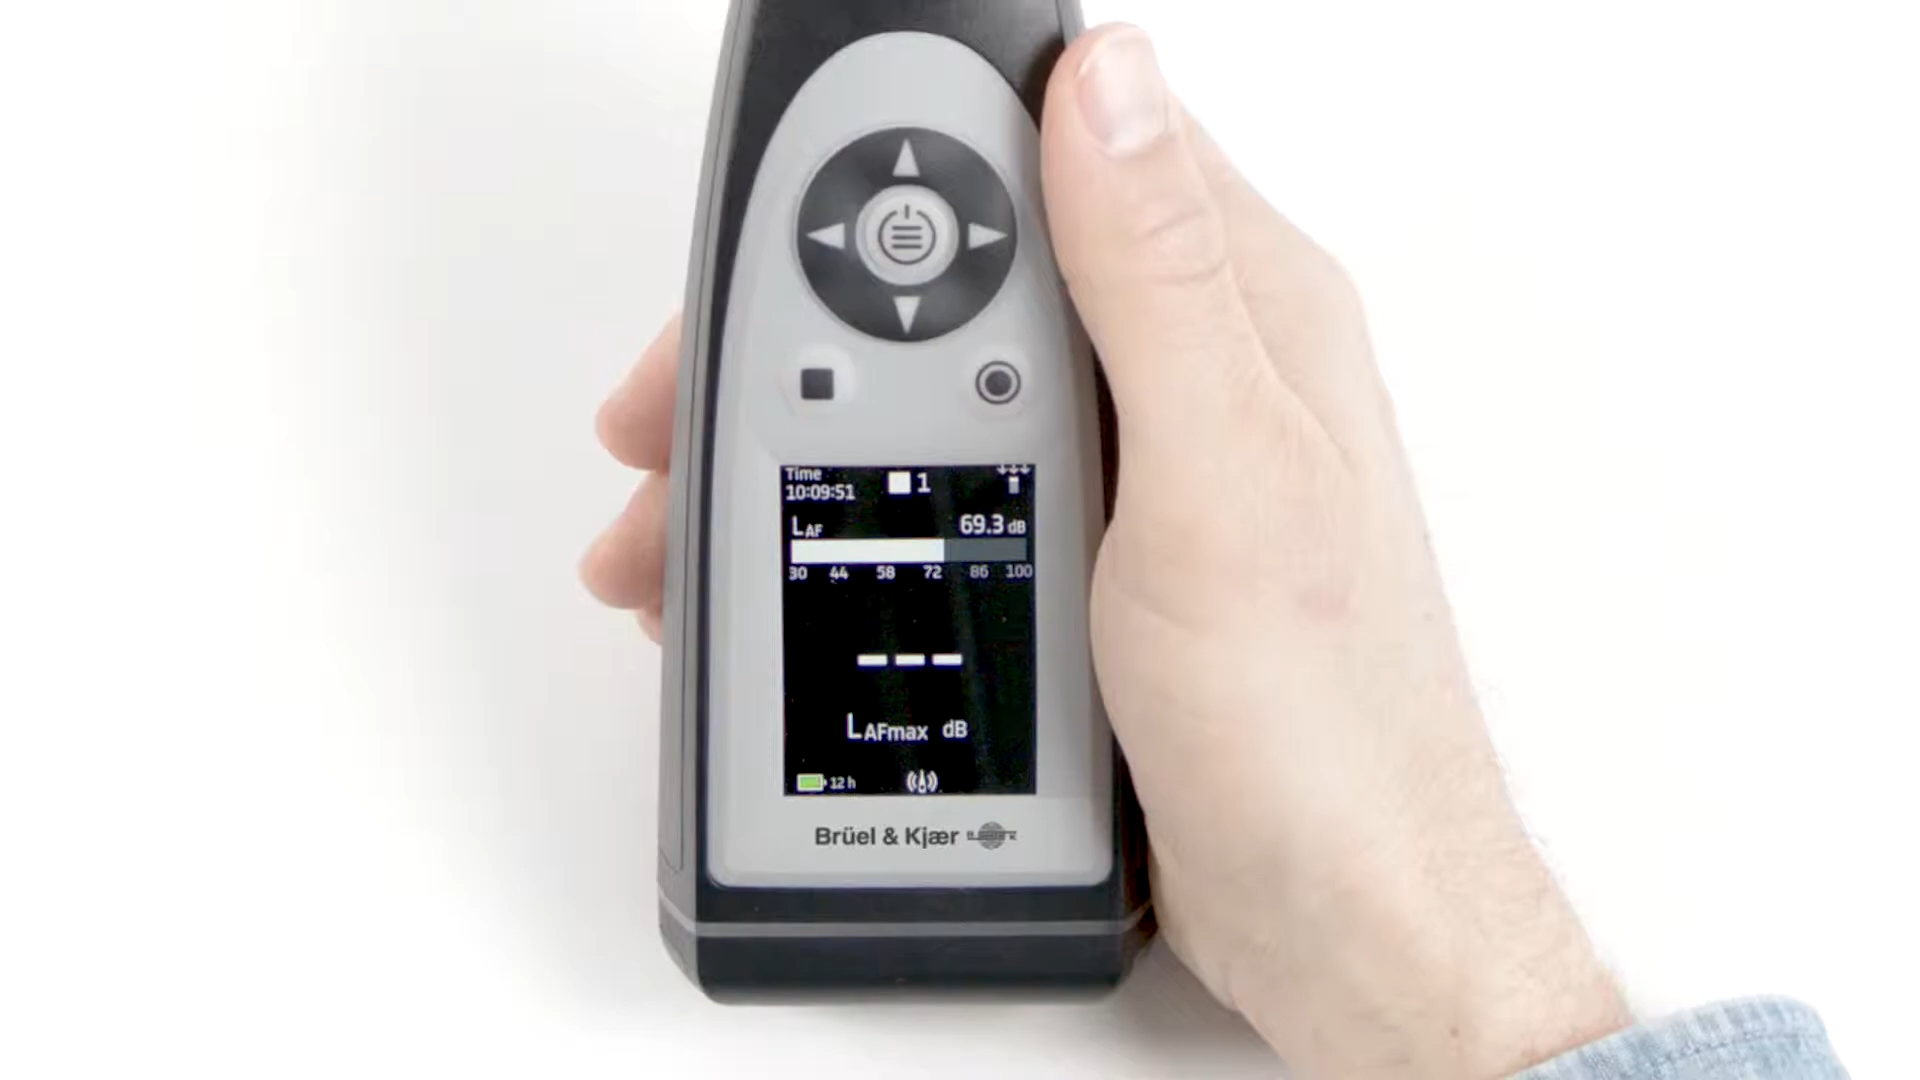 Time
10:09:51
1
LAF 69.3 dB
30 44 58 72 86 100
---
LAFmax dB
12 h
Brüel & Kjær